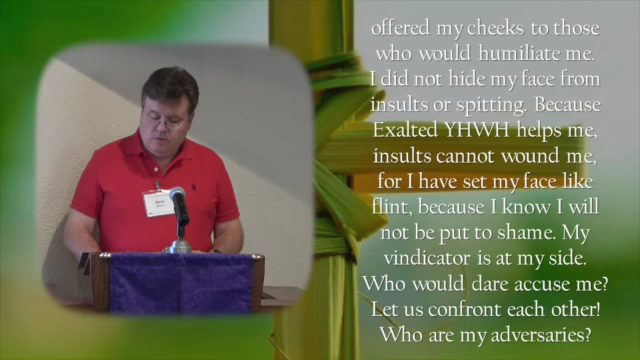 offered my cheeks to those
who would humiliate me.
I did not hide my face from
insults or spitting. Because
Exalted YHWH helps me,
insults cannot wound me,
for I have set my face like
flint, because I know I will
not be put to shame. My
vindicator is at my side.
Who would dare accuse me?
Let us confront each other!
Who are my adversaries?